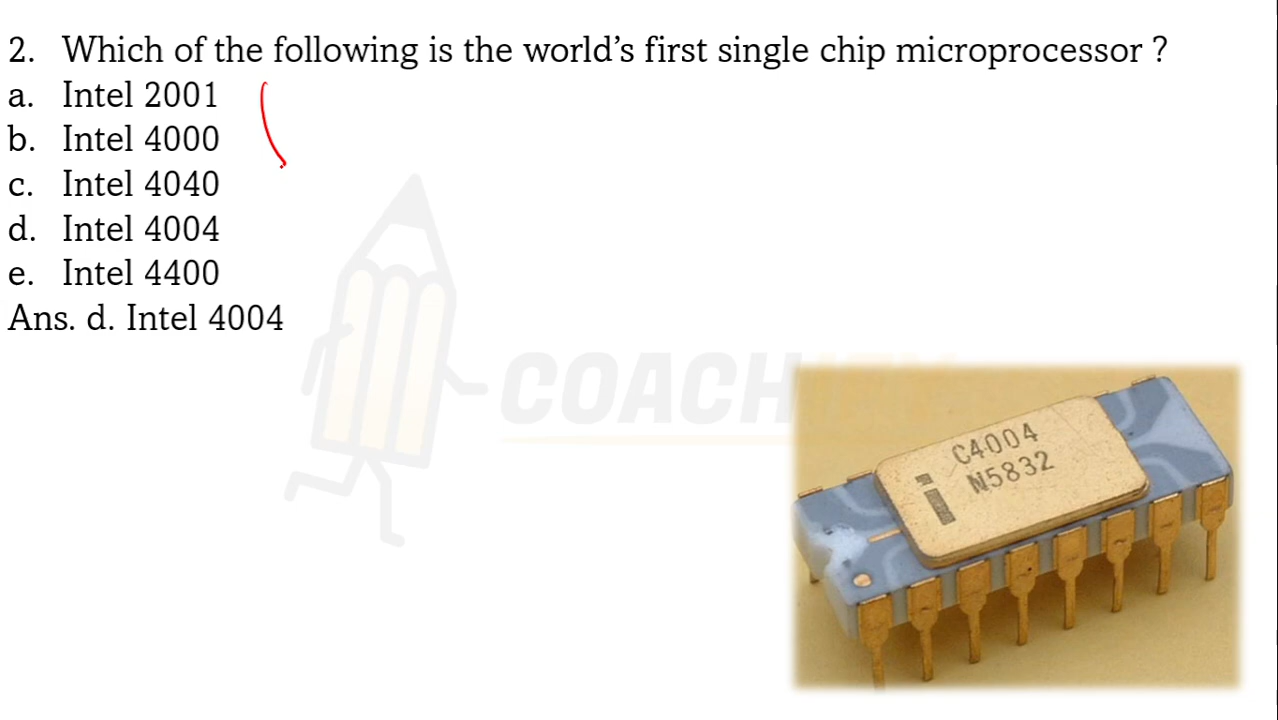 2. Which of the following is the world’s first single chip microprocessor ?
a. Intel 2001
b. Intel 4000
c. Intel 4040
d. Intel 4004
e. Intel 4400
Ans. d. Intel 4004
COACH
C4004
N5832